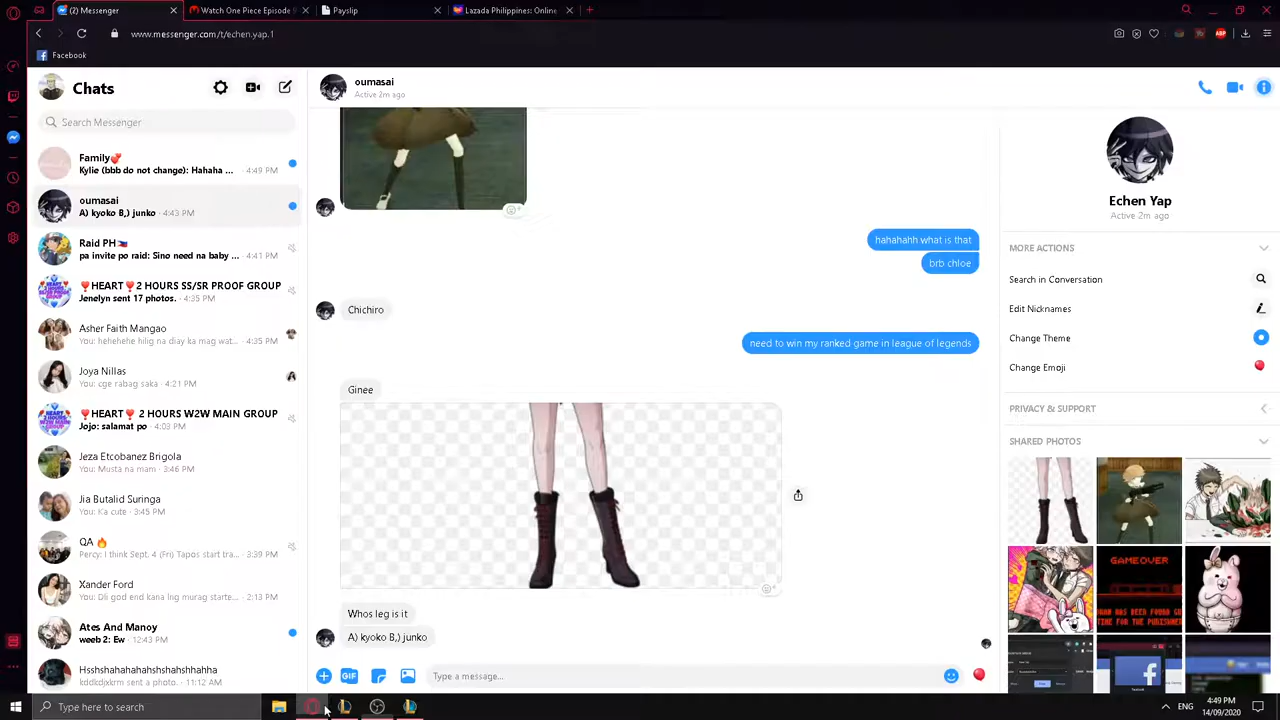 (2) Messenger
Watch One Piece Episode 9
Payslip
Lazada Philippines: Online
www.messenger.com/t/echen.yap.1
ABP
Facebook
Chats
Search Messenger
Family💕
Kylie (bbb do not change): Hahaha ... 4:49 PM
oumasai
A) kyoko B,) junko · 4:43 PM
Raid PH🇵🇭
pa invite po raid: Sino need na baby ... · 4:41 PM
❣️HEART❣️2 HOURS SS/SR PROOF GROUP
Jenelyn sent 17 photos. · 4:35 PM
Asher Faith Mangao
You: hehehehe hilig na diay ka mag wat... · 4:35 PM
Joya Nillas
You: cge rabag saka · 4:21 PM
❣️HEART❣️ 2 HOURS W2W MAIN GROUP
Jojo: salamat po · 4:03 PM
Jeza Etcobanez Brigola
You: Musta na mam · 3:46 PM
Jia Butalid Suringa
You: Ka cute · 3:45 PM
QA 🔥
Percy: I think Sept. 4 (Fri) Tapos start tra... · 3:39 PM
Xander Ford
You: Dli god end kana lng murag starte... · 2:13 PM
Ates And Manoy
weeb 2: Ew · 12:43 PM
sent a photo. · 11:12 AM
oumasai
Active 2m ago
hahahahh what is that
brb chloe
Chichiro
need to win my ranked game in league of legends
Ginee
Whos leg is it
A) kyoko B,) junko
Type a message...
GIF
Echen Yap
Active 2m ago
MORE ACTIONS
Search in Conversation
Edit Nicknames
Change Theme
Change Emoji
PRIVACY & SUPPORT
SHARED PHOTOS
GAMEOVER
Type here to search
ENG
4:49 PM
14/09/2020